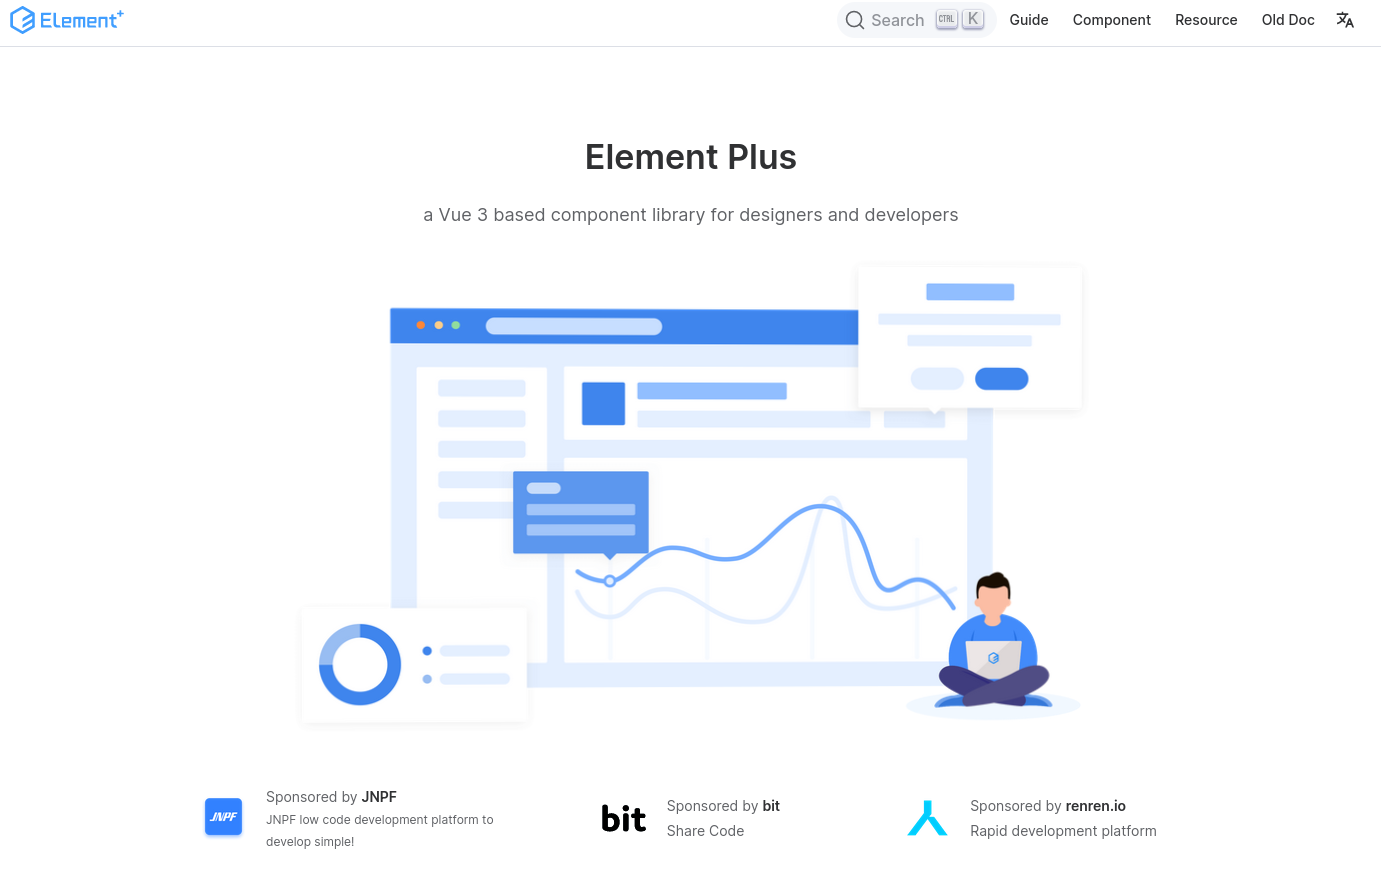 Element+
Search CTRL K Guide Component Resource Old Doc
Element Plus
a Vue 3 based component library for designers and developers
JNPF
Sponsored by JNPF
JNPF low code development platform to
develop simple!
bit
Sponsored by bit
Share Code
Sponsored by renren.io
Rapid development platform